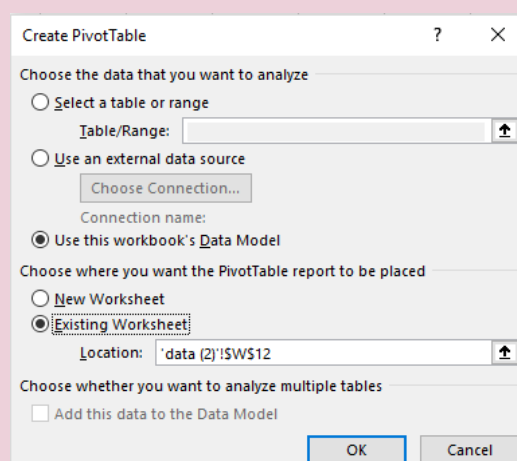 Create PivotTable ? ×
Choose the data that you want to analyze
Select a table or range
Table/Range:
Use an external data source
Choose Connection...
Connection name:
Use this workbook's Data Model
Choose where you want the PivotTable report to be placed
New Worksheet
Existing Worksheet
Location: 'data (2)'!$W$12
Choose whether you want to analyze multiple tables
Add this data to the Data Model
OK Cancel